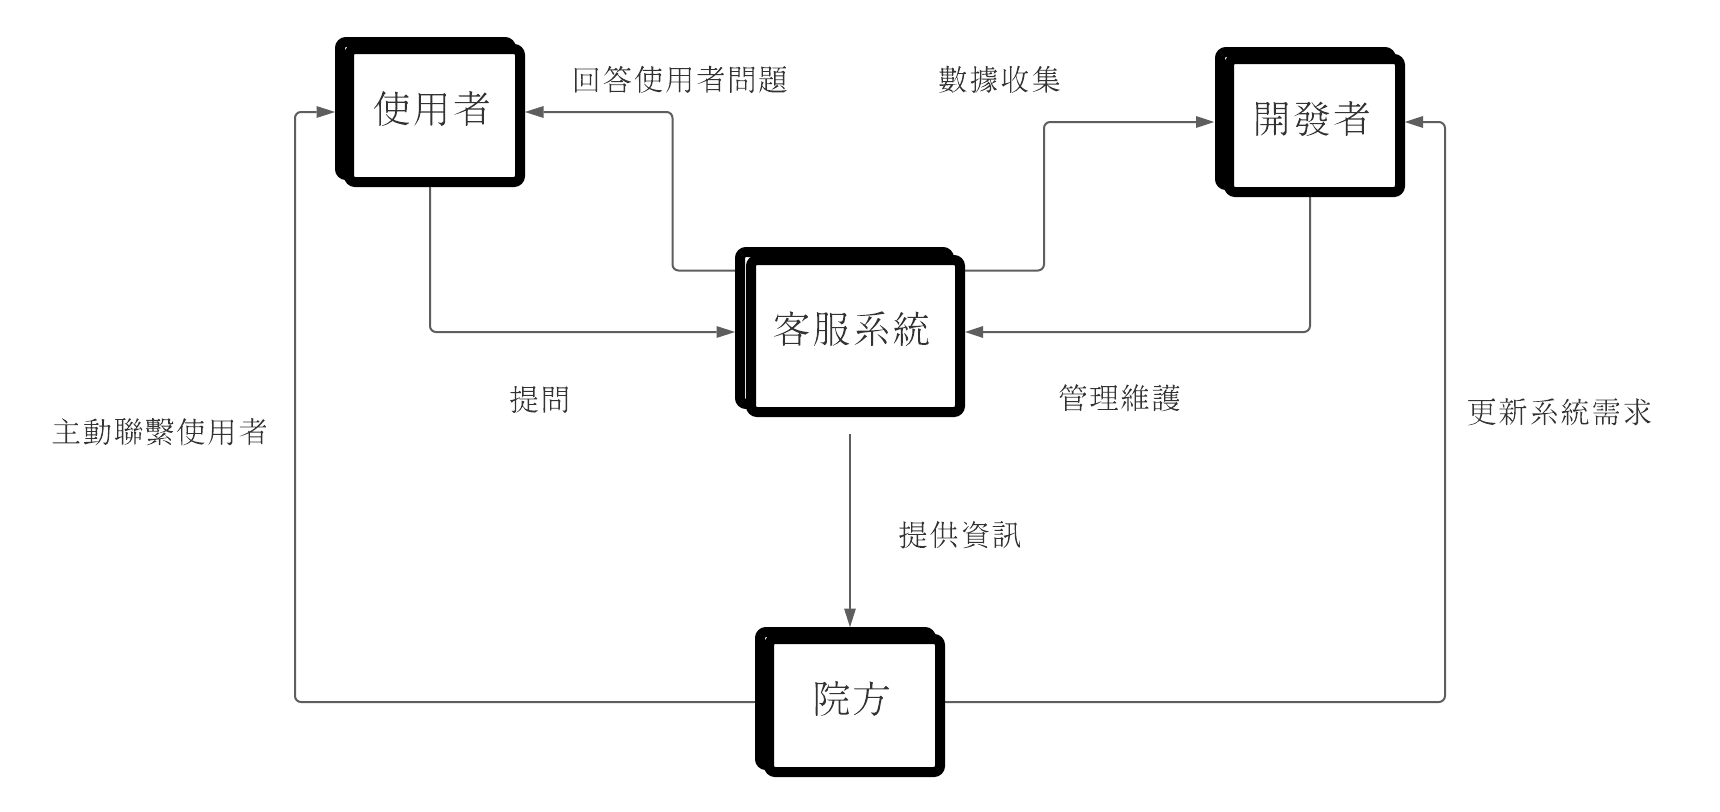 使用者
回答使用者問題
數據收集
開發者
客服系統
提問
管理維護
主動聯繫使用者
更新系統需求
提供資訊
院方